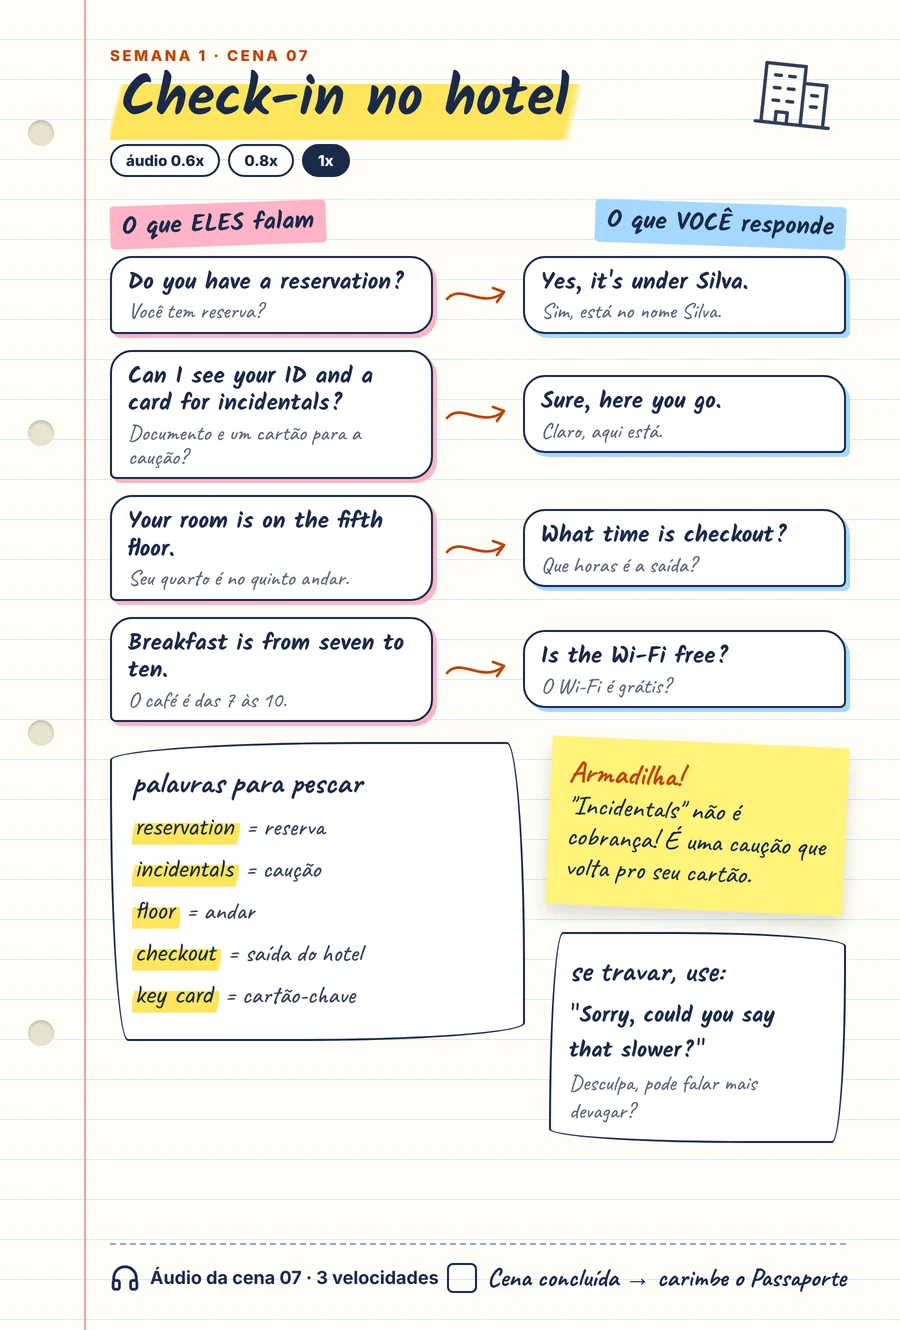 SEMANA 1 · CENA 07
Check-in no hotel
áudio 0.6x
0.8x
1x
O que ELES falam
O que VOCÊ responde
Do you have a reservation?
Você tem reserva?
Yes, it's under Silva.
Sim, está no nome Silva.
Can I see your ID and a
card for incidentals?
Documento e um cartão para a
caução?
Sure, here you go.
Claro, aqui está.
Your room is on the fifth
floor.
Seu quarto é no quinto andar.
What time is checkout?
Que horas é a saída?
Breakfast is from seven to
ten.
O café é das 7 às 10.
Is the Wi-Fi free?
O Wi-Fi é grátis?
palavras para pescar
reservation = reserva
incidentals = caução
floor = andar
checkout = saída do hotel
key card = cartão-chave
Armadilha!
"Incidentals" não é
cobrança! É uma caução que
volta pro seu cartão.
se travar, use:
"Sorry, could you say
that slower?"
Desculpa, pode falar mais
devagar?
Áudio da cena 07 · 3 velocidades
Cena concluída → carimbe o Passaporte